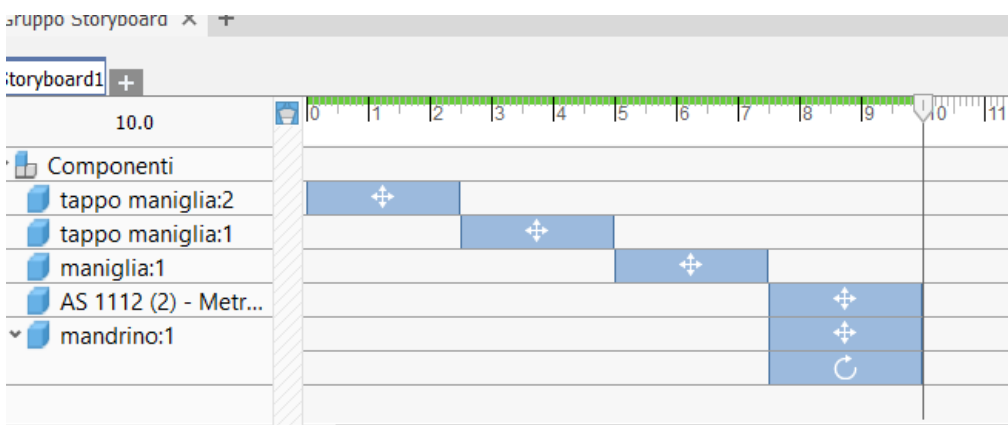 Gruppo Storyboard × +
Storyboard1 +
10.0
0 1 2 3 4 5 6 7 8 9 10 11
Componenti
tappo maniglia:2
tappo maniglia:1
maniglia:1
AS 1112 (2) - Metr...
mandrino:1